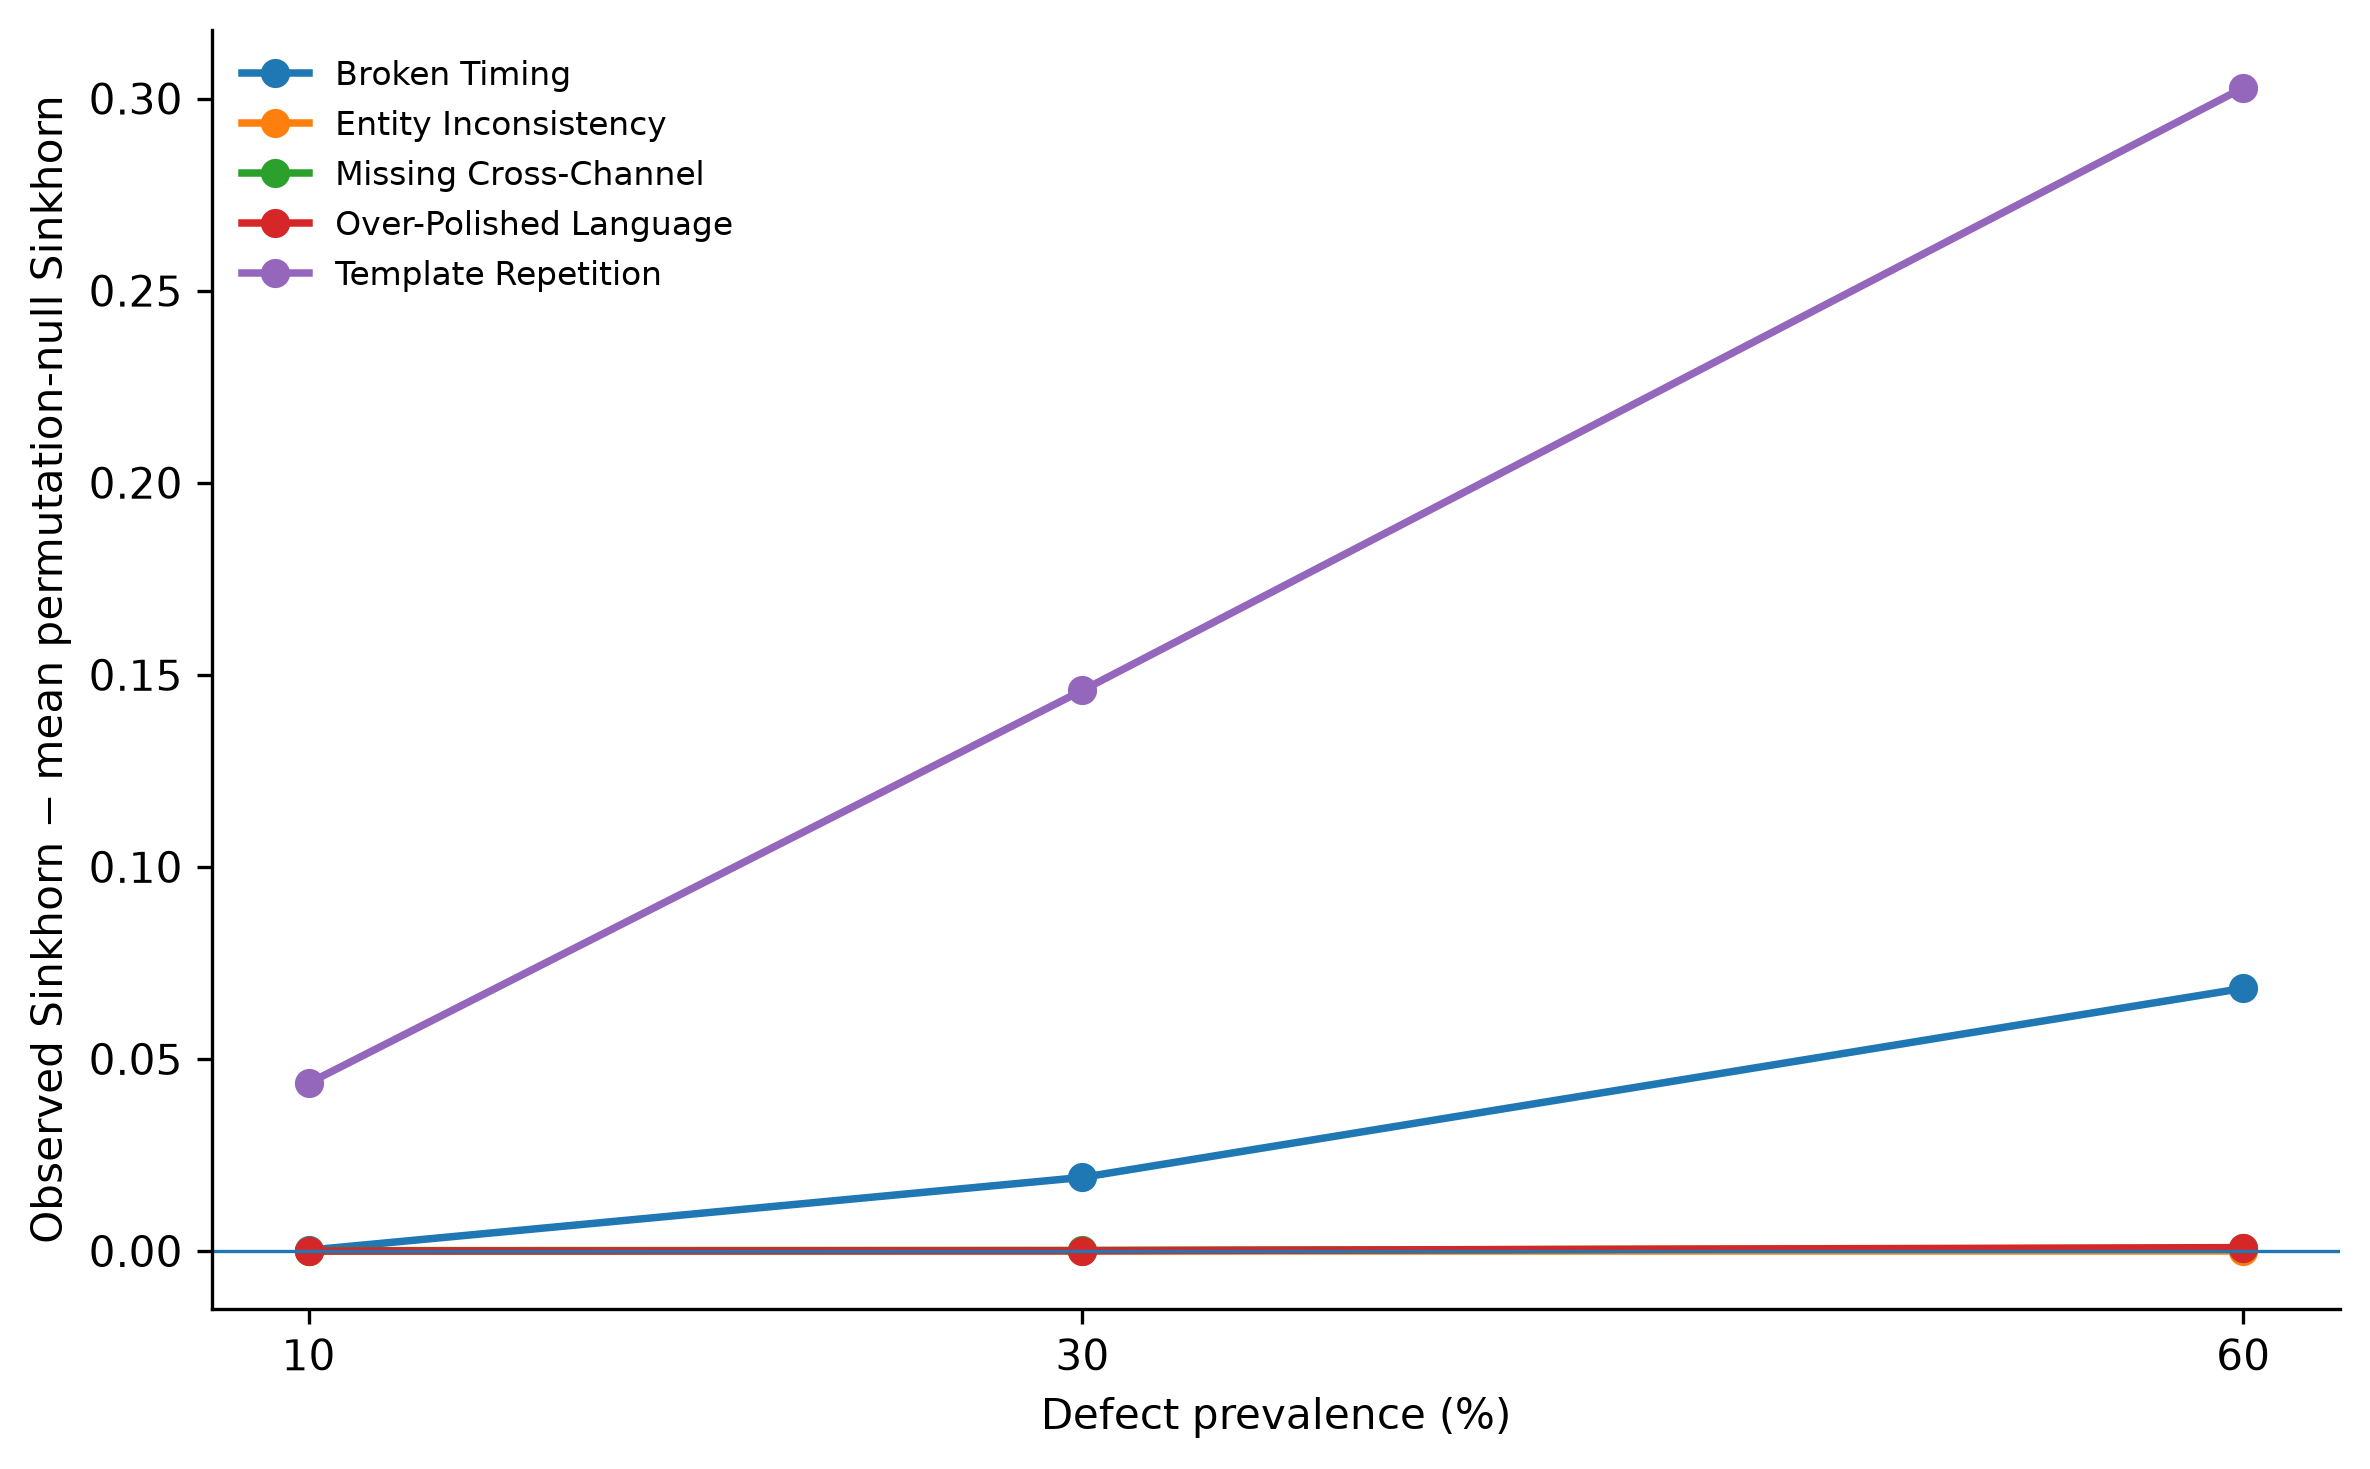 Observed Sinkhorn − mean permutation-null Sinkhorn
0.30
0.25
0.20
0.15
0.10
0.05
0.00
Broken Timing
Entity Inconsistency
Missing Cross-Channel
Over-Polished Language
Template Repetition
10
30
60
Defect prevalence (%)